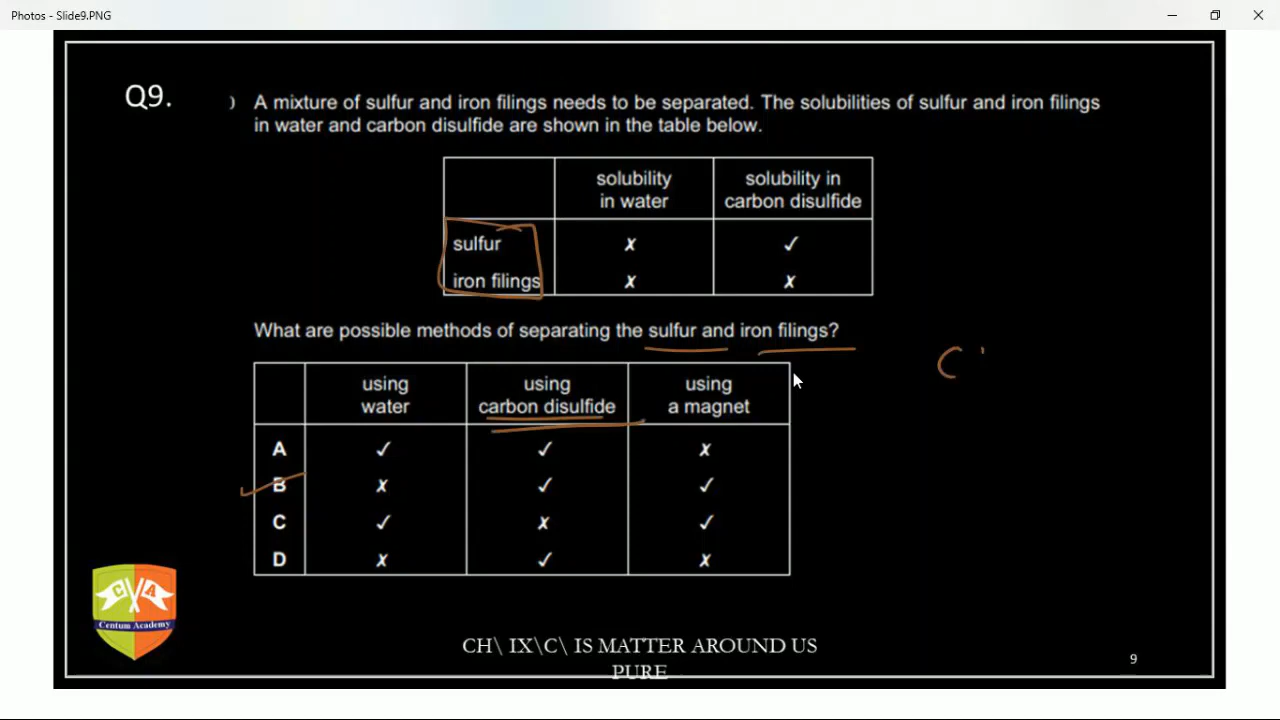 Photos - Slide9.PNG
Q9.
) A mixture of sulfur and iron filings needs to be separated. The solubilities of sulfur and iron filings
in water and carbon disulfide are shown in the table below.
solubility in water solubility in carbon disulfide
sulfur ✗ ✓
iron filings ✗ ✗
What are possible methods of separating the sulfur and iron filings?
using water using carbon disulfide using a magnet
A ✓ ✓ ✗
B ✗ ✓ ✓
C ✓ ✗ ✓
D ✗ ✓ ✗
C A
Centum Academy
CH\ IX\C\ IS MATTER AROUND US
PURE
9